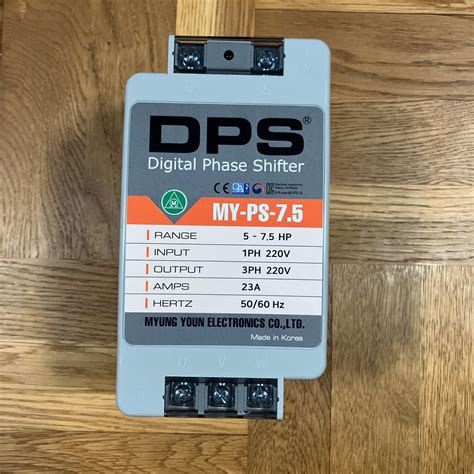 DPS®
Digital Phase Shifter
CE
MY-PS-7.5
M
RANGE 5 - 7.5 HP
INPUT 1PH 220V
OUTPUT 3PH 220V
AMPS 23A
HERTZ 50/60 Hz
MYUNG YOUN ELECTRONICS CO.,LTD.
Made in Korea
U V W